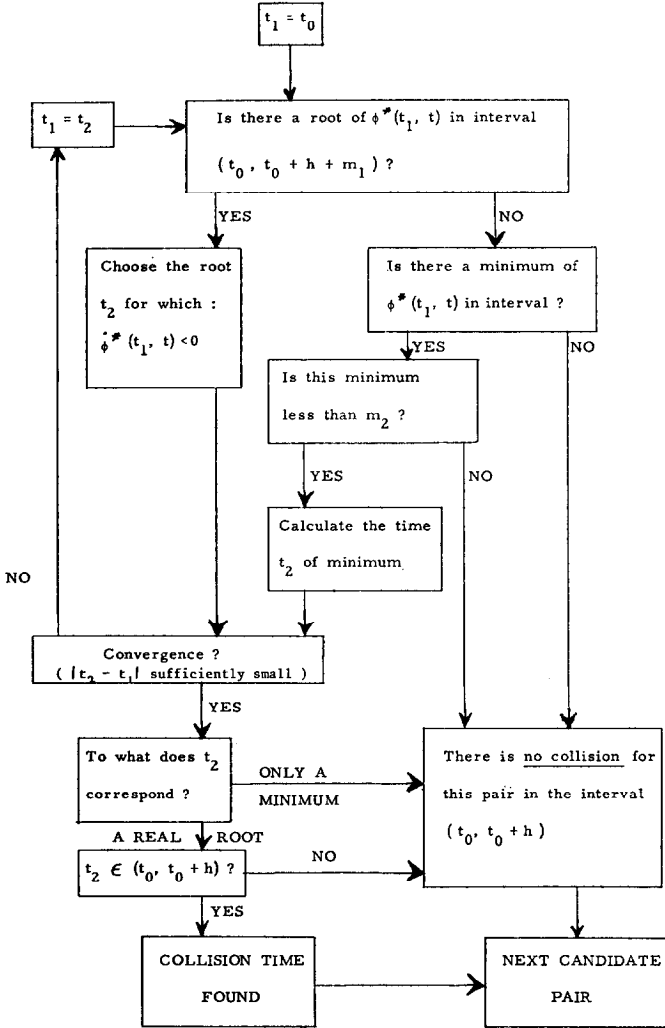 t₁ = t₀
t₁ = t₂
Is there a root of ϕ*(t₁, t) in interval
(t₀, t₀ + h + m₁) ?
YES
NO
Choose the root
t₂ for which :
ϕ̇* (t₁, t) <0
Is there a minimum of
ϕ*(t₁, t) in interval ?
YES
NO
Is this minimum
less than m₂ ?
YES
NO
Calculate the time
t₂ of minimum
NO
Convergence ?
( |t₂ - t₁| sufficiently small )
YES
To what does t₂
correspond ?
ONLY A
MINIMUM
There is no collision for
this pair in the interval
(t₀, t₀ + h)
A REAL ROOT
NO
t₂ ∈ (t₀, t₀ + h) ?
YES
COLLISION TIME
FOUND
NEXT CANDIDATE
PAIR